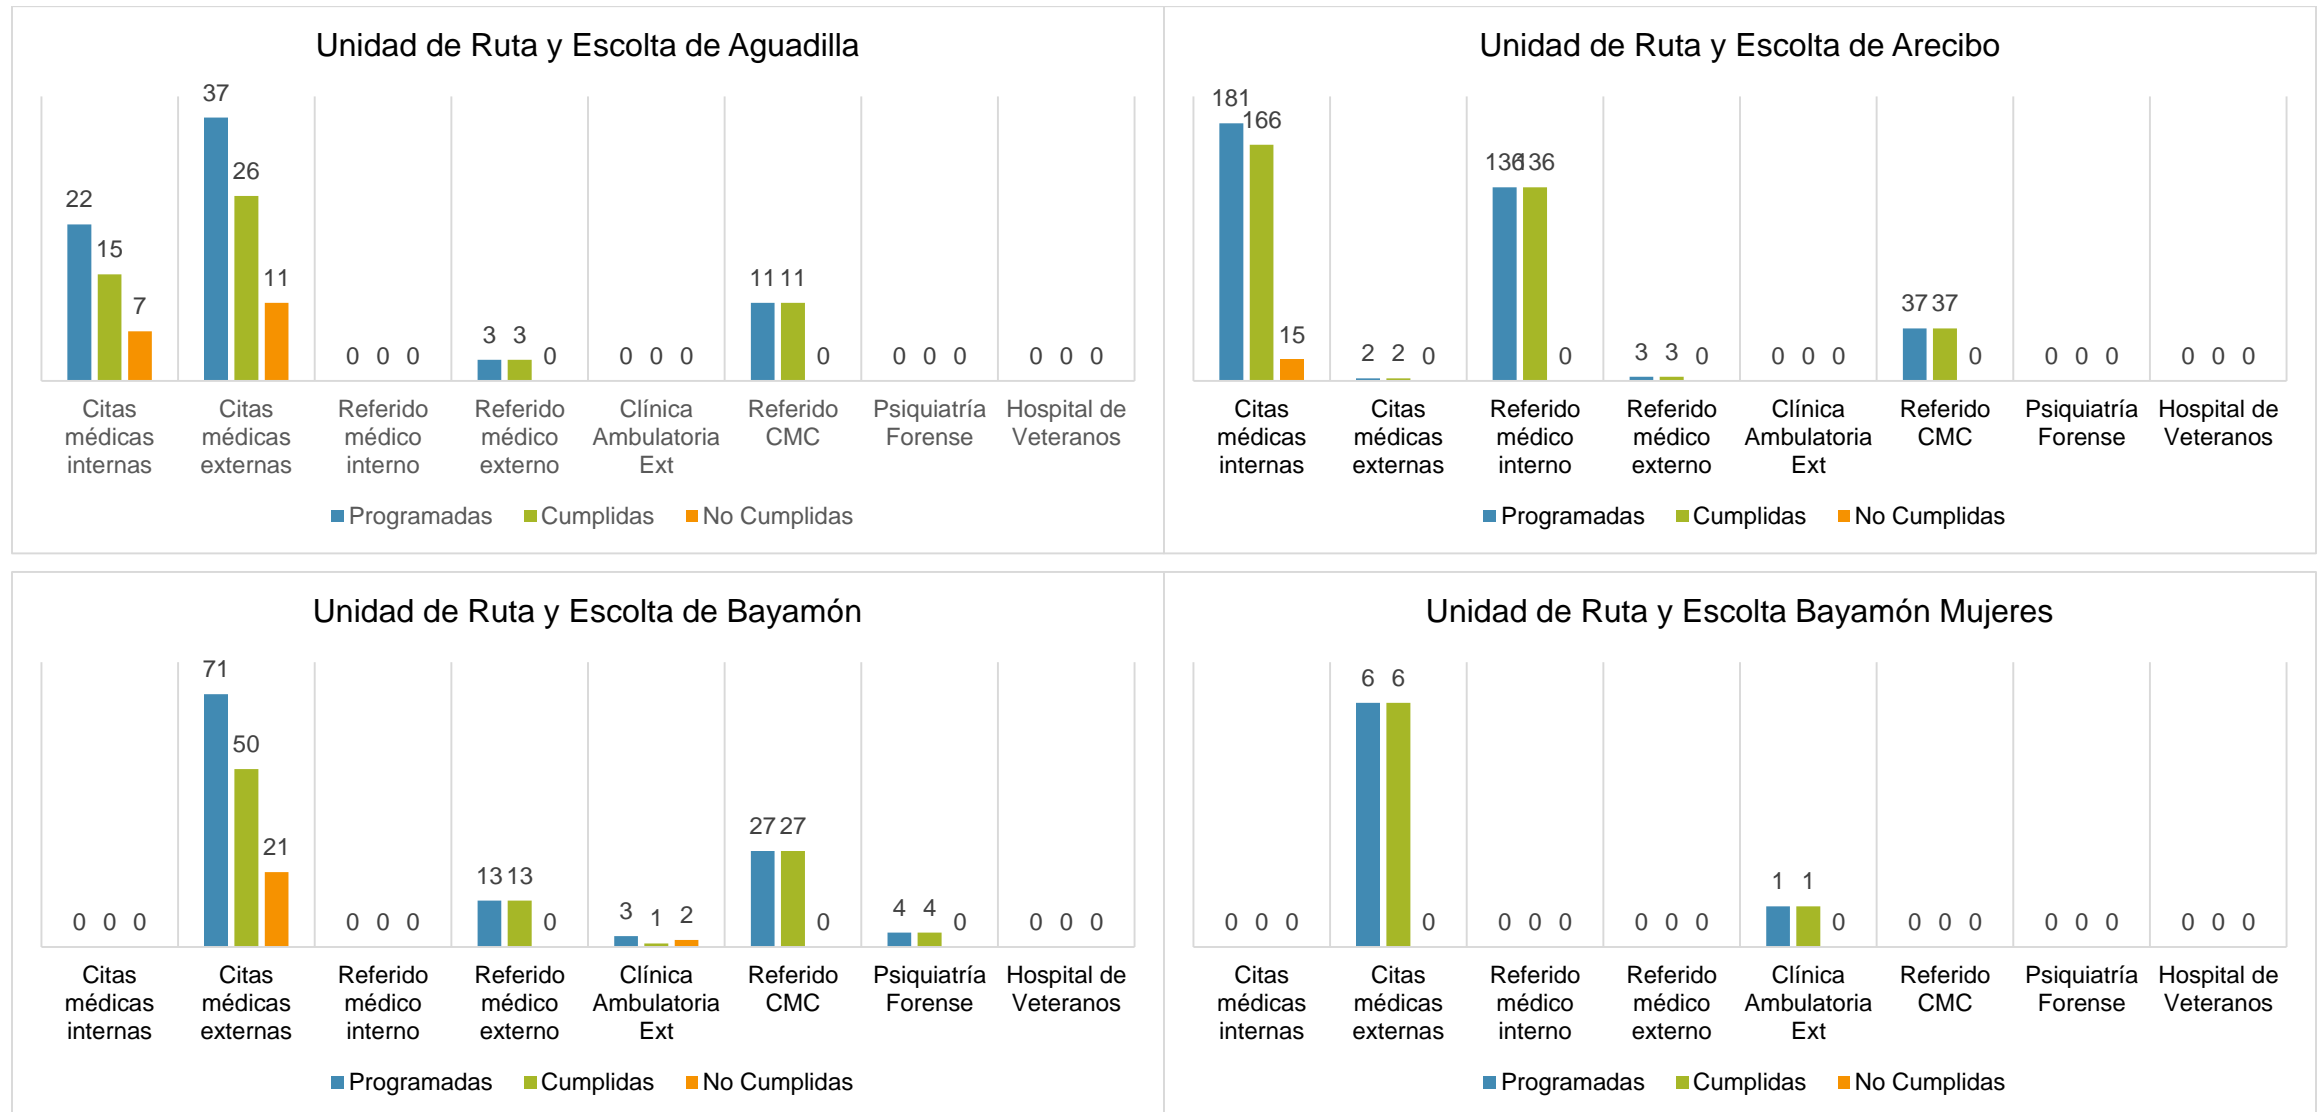 Unidad de Ruta y Escolta de Aguadilla
37
26
22
15
11
11 11
7
3 3
0 0 0
0
0 0 0
0
0 0 0
0 0 0
Citas médicas internas
Citas médicas externas
Referido médico interno
Referido médico externo
Clínica Ambulatoria Ext
Referido CMC
Psiquiatría Forense
Hospital de Veteranos
Programadas Cumplidas No Cumplidas
Unidad de Ruta y Escolta de Arecibo
181
166
136 136
37 37
15
2 2 0
0
3 3 0
0 0 0
0
0 0 0
0 0 0
Citas médicas internas
Citas médicas externas
Referido médico interno
Referido médico externo
Clínica Ambulatoria Ext
Referido CMC
Psiquiatría Forense
Hospital de Veteranos
Programadas Cumplidas No Cumplidas
Unidad de Ruta y Escolta de Bayamón
71
50
21
27 27
13 13
3 1 2
4 4
0 0 0
0 0 0
0
0
0
0 0 0
Citas médicas internas
Citas médicas externas
Referido médico interno
Referido médico externo
Clínica Ambulatoria Ext
Referido CMC
Psiquiatría Forense
Hospital de Veteranos
Programadas Cumplidas No Cumplidas
Unidad de Ruta y Escolta Bayamón Mujeres
6 6
1 1
0 0 0
0
0 0 0
0 0 0
0
0 0 0
0 0 0
0 0 0
Citas médicas internas
Citas médicas externas
Referido médico interno
Referido médico externo
Clínica Ambulatoria Ext
Referido CMC
Psiquiatría Forense
Hospital de Veteranos
Programadas Cumplidas No Cumplidas